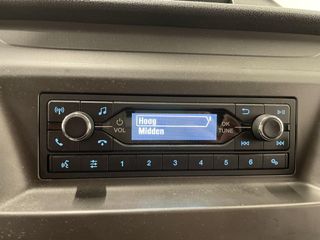 Hoog
Midden
VOL
OK
TUNE
1 2 3 4 5 6